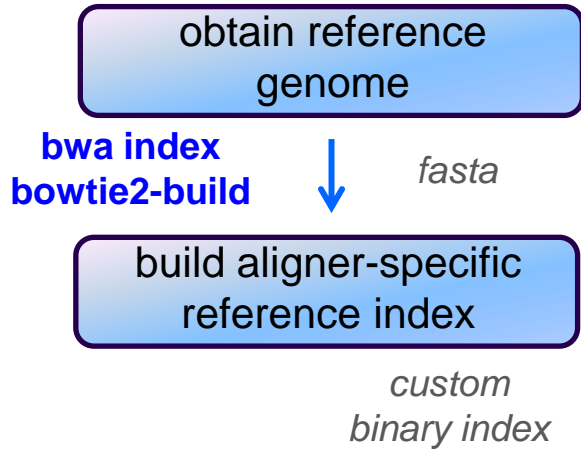 obtain reference
genome
bwa index
bowtie2-build
fasta
build aligner-specific
reference index
custom
binary index